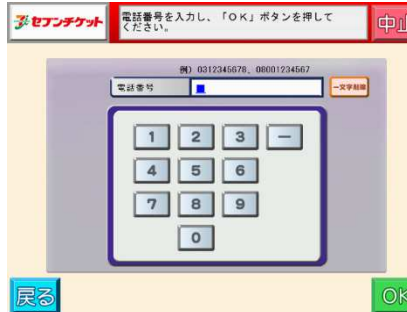 セブンチケット
電話番号を入力し、「OK」ボタンを押して
ください。
中止
例) 0312345678、08001234567
電話番号
一文字削除
1 2 3 ー
4 5 6
7 8 9
0
戻る
OK